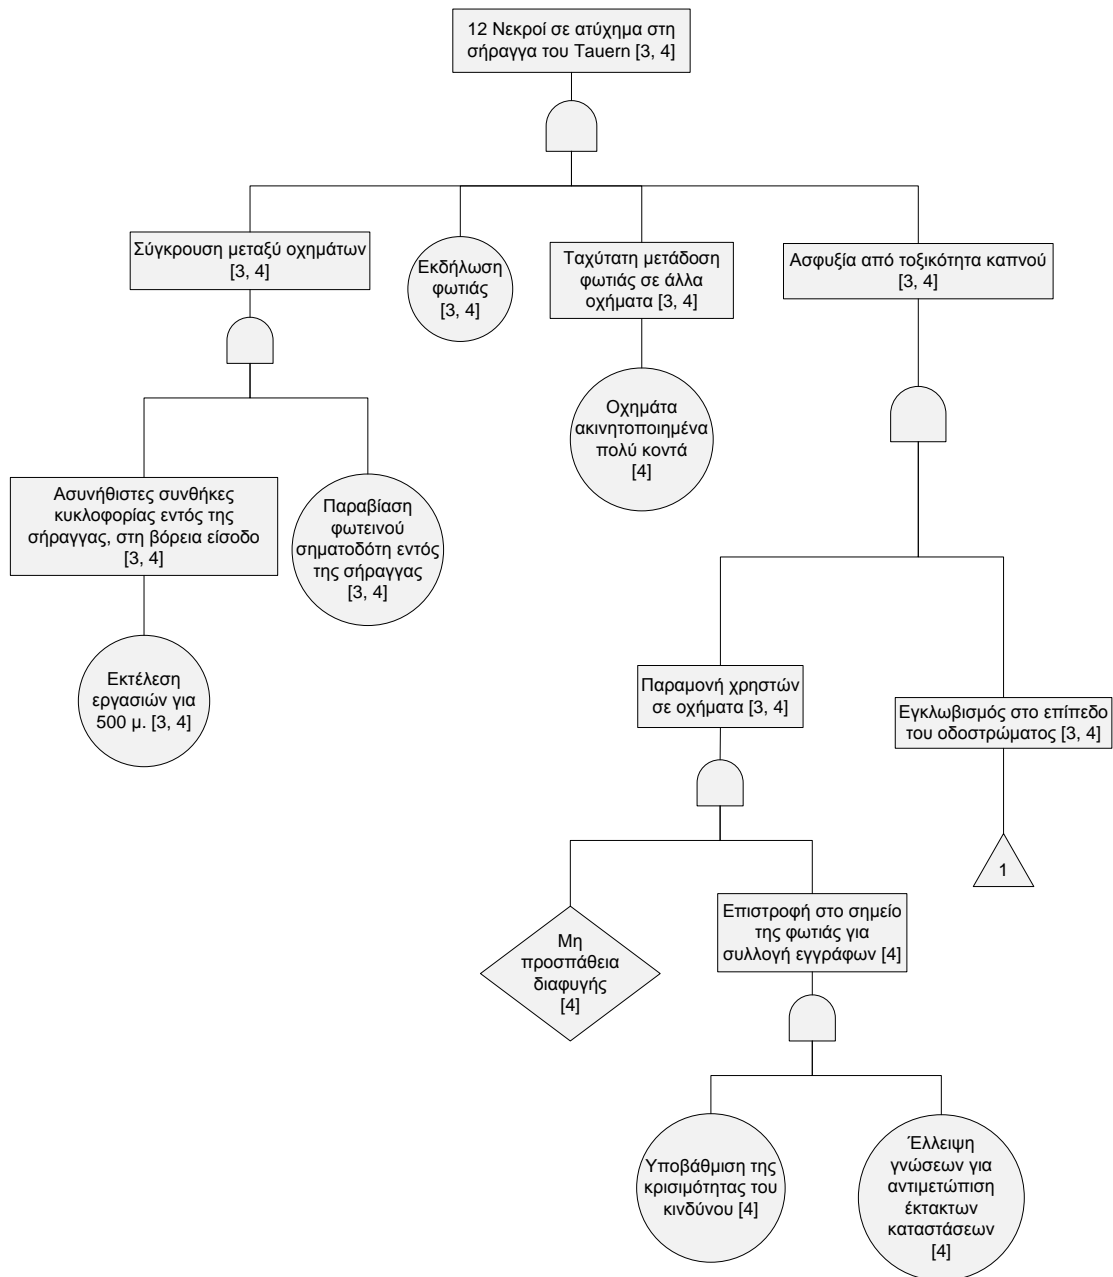 12 Νεκροί σε ατύχημα στη
σήραγγα του Tauern [3, 4]
Σύγκρουση μεταξύ οχημάτων
[3, 4]
Εκδήλωση
φωτιάς
[3, 4]
Ταχύτατη μετάδοση
φωτιάς σε άλλα
οχήματα [3, 4]
Ασφυξία από τοξικότητα καπνού
[3, 4]
Οχημάτα
ακινητοποιημένα
πολύ κοντά
[4]
Ασυνήθιστες συνθήκες
κυκλοφορίας εντός της
σήραγγας, στη βόρεια είσοδο
[3, 4]
Παραβίαση
φωτεινού
σηματοδότη εντός
της σήραγγας
[3, 4]
Εκτέλεση
εργασιών για
500 μ. [3, 4]
Παραμονή χρηστών
σε οχήματα [3, 4]
Εγκλωβισμός στο επίπεδο
του οδοστρώματος [3, 4]
1
Μη
προσπάθεια
διαφυγής
[4]
Επιστροφή στο σημείο
της φωτιάς για
συλλογή εγγράφων [4]
Υποβάθμιση της
κρισιμότητας του
κινδύνου [4]
Έλλειψη
γνώσεων για
αντιμετώπιση
έκτακτων
καταστάσεων
[4]